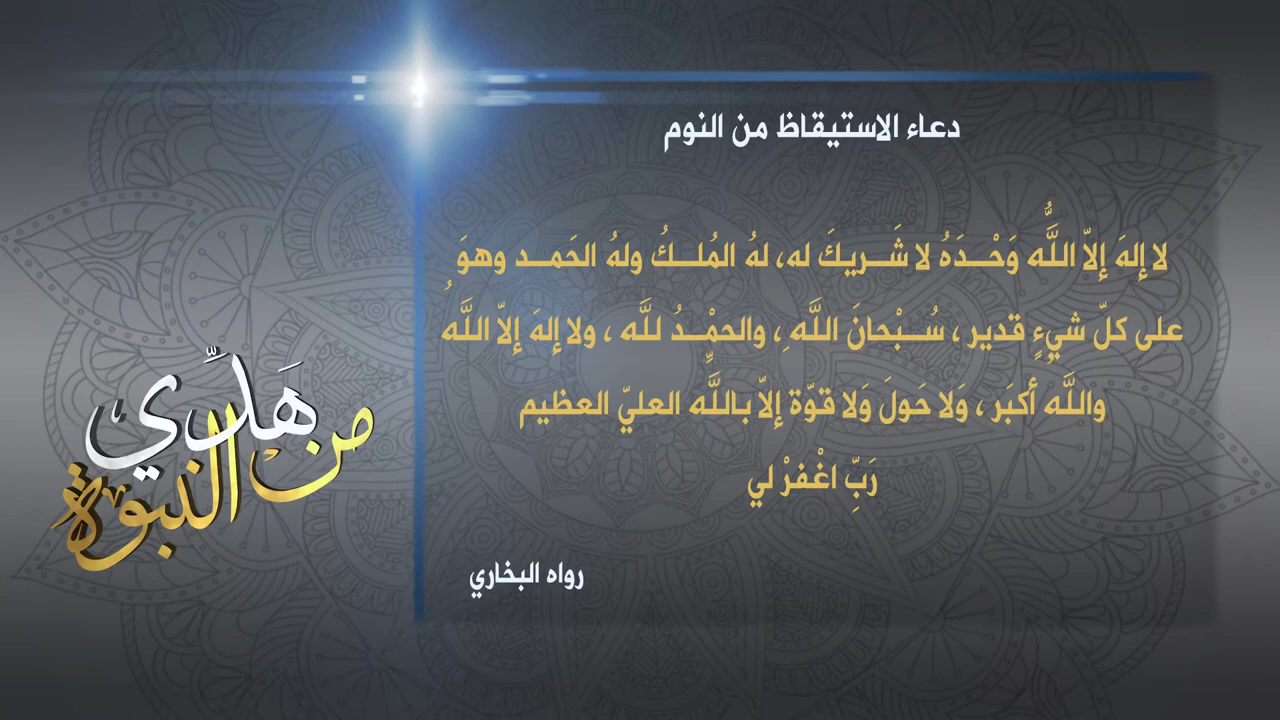 دعاء الاستيقاظ من النوم
لا إلهَ إلاّ اللَّه وَحْـدَهُ لا شَـريكَ له، لهُ المُلـكُ ولهُ الحَمـد وهوَ
على كلّ شيءٍ قدير ، سُـبْحانَ اللَّهِ ، والحمْـدُ للَّه ، ولا إلهَ إلاّ اللَّهُ
واللَّهُ أكبَر ، وَلا حَولَ وَلا قوّة إلاّ باللَّهِ العليّ العظيم
رَبِّ اغْفرْ لي
رواه البخاري
من هَدْيِ
النبوة